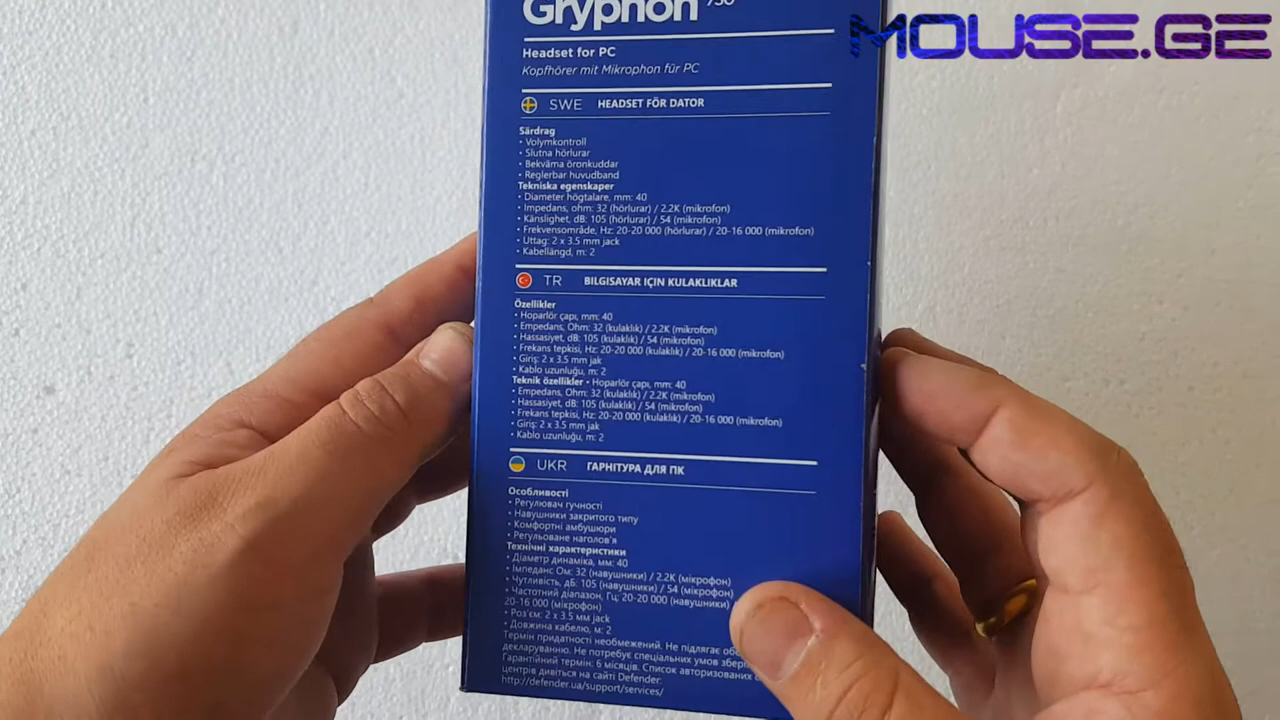 MOUSE.GE
Gryphon 750
Headset for PC
Kopfhörer mit Mikrophon für PC
SWE HEADSET FÖR DATOR
Särdrag
• Volymkontroll
• Slutna hörlurar
• Bekväma öronkuddar
• Reglerbar huvudband
Tekniska egenskaper
• Diameter högtalare, mm: 40
• Impedans, ohm: 32 (hörlurar) / 2.2K (mikrofon)
• Känslighet, dB: 105 (hörlurar) / 54 (mikrofon)
• Frekvensområde, Hz: 20-20 000 (hörlurar) / 20-16 000 (mikrofon)
• Uttag: 2 x 3.5 mm jack
• Kabellängd, m: 2
TR BILGISAYAR IÇIN KULAKLIKLAR
Özellikler
• Hoparlör çapı, mm: 40
• Empedans, Ohm: 32 (kulaklık) / 2.2K (mikrofon)
• Hassasiyet, dB: 105 (kulaklık) / 54 (mikrofon)
• Frekans tepkisi, Hz: 20-20 000 (kulaklık) / 20-16 000 (mikrofon)
• Giriş: 2 x 3.5 mm jak
• Kablo uzunluğu, m: 2
Teknik özellikler • Hoparlör çapı, mm: 40
• Empedans, Ohm: 32 (kulaklık) / 2.2K (mikrofon)
• Hassasiyet, dB: 105 (kulaklık) / 54 (mikrofon)
• Frekans tepkisi, Hz: 20-20 000 (kulaklık) / 20-16 000 (mikrofon)
• Giriş: 2 x 3.5 mm jak
• Kablo uzunluğu, m: 2
UKR ГАРНІТУРА ДЛЯ ПК
Особливості
• Регулювач гучності
• Навушники закритого типу
• Комфортні амбушюри
• Регульоване наголов'я
Технічні характеристики
• Діаметр динаміка, мм: 40
• Імпеданс Ом: 32 (навушники) / 2.2K (мікрофон)
• Чутливість, дБ: 105 (навушники) / 54 (мікрофон)
• Частотний діапазон, Гц: 20-20 000 (навушники) /
20-16 000 (мікрофон)
• Роз'єм: 2 x 3.5 mm jack
• Довжина кабелю, м: 2
Термін придатності необмежений. Не підлягає
декларуванню. Не потребує спеціальних умов
Гарантійний термін: 6 місяців. Список авторизованих
центрів дивіться на сайті Defender:
http://defender.ua/support/services/